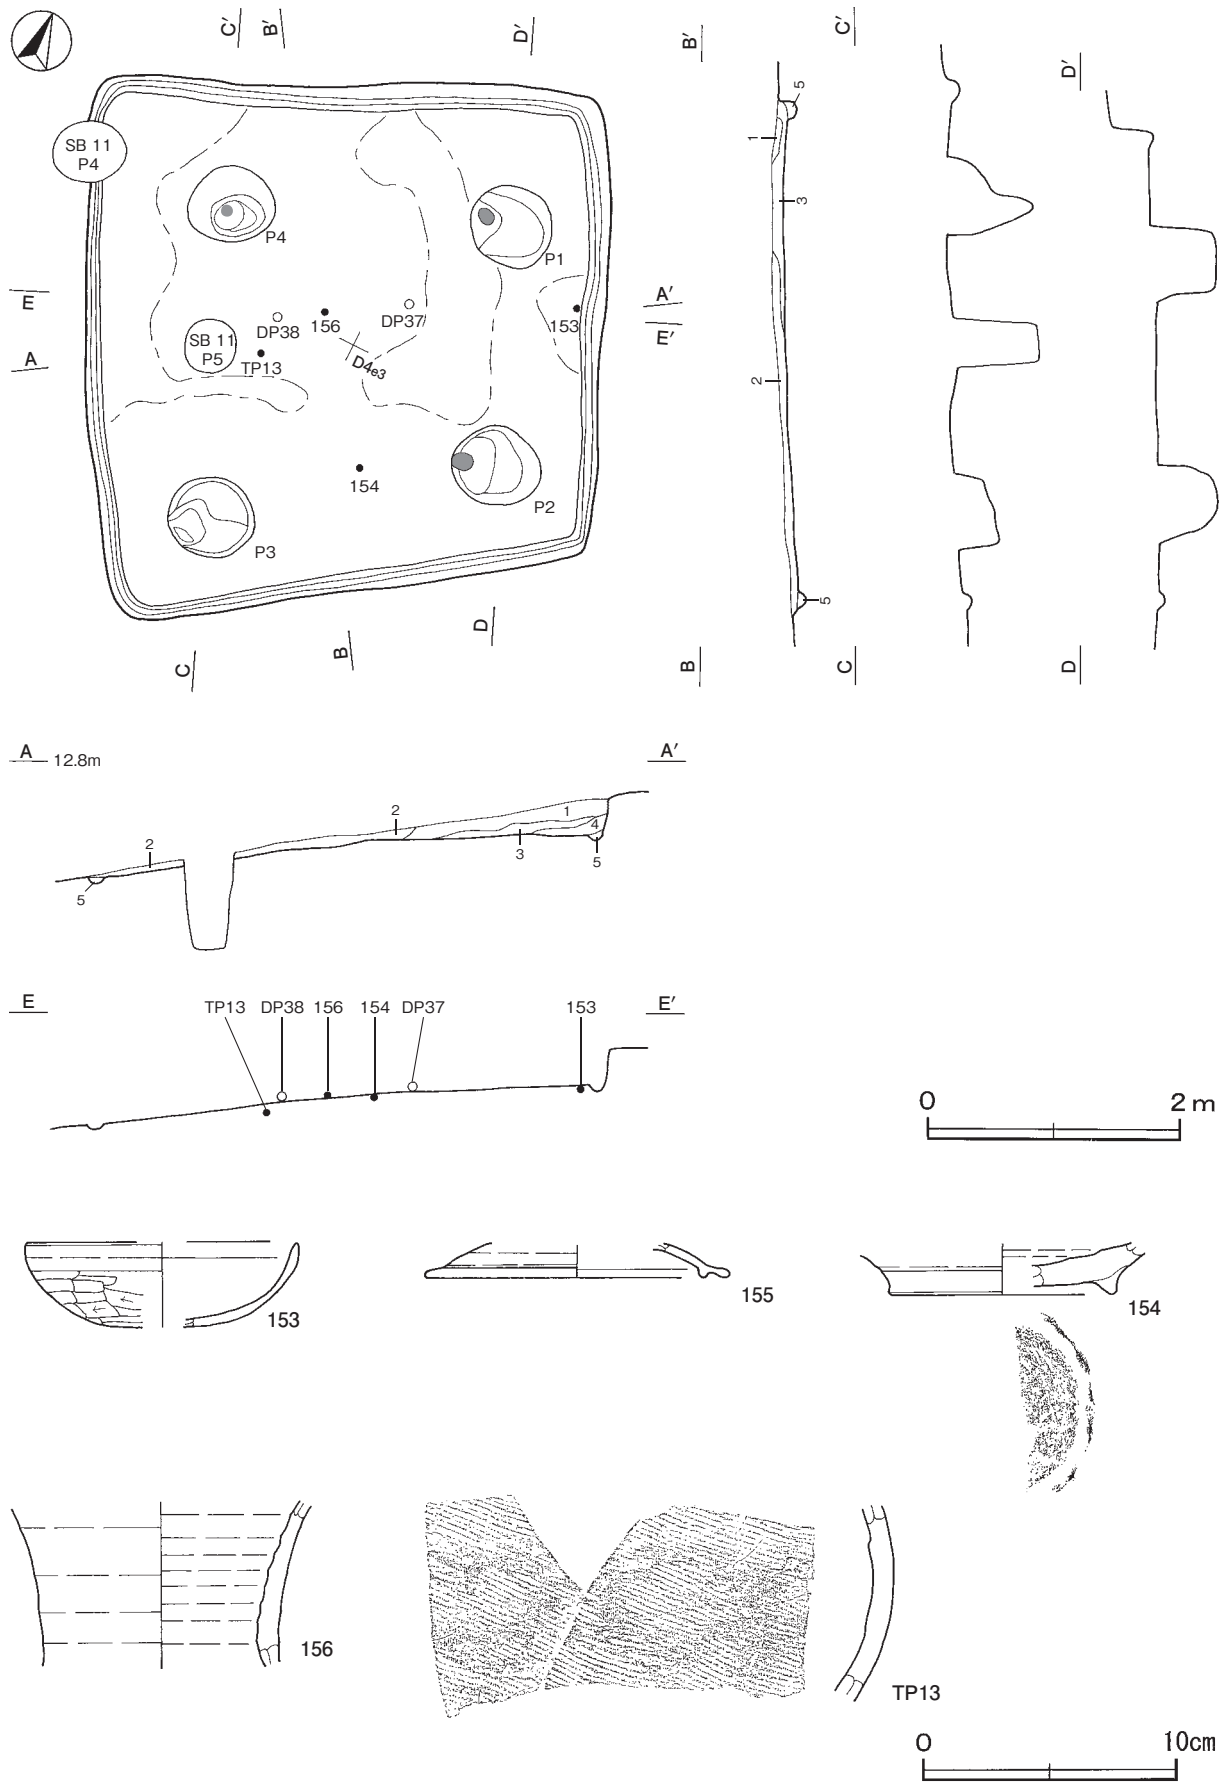 C′
B′
D′
B′
C′
D′
SB 11
P4
P4
P1
E
A
DP38
156
DP37
153
SB 11
P5
TP13
D4e3
A′
E′
154
P2
P3
C
B
D
B
C
D
5
1
3
2
5
A
12.8m
A′
2
2
1
4
3
5
5
E
TP13
DP38
156
154
DP37
153
E′
0
2 m
153
155
154
156
TP13
0
10cm